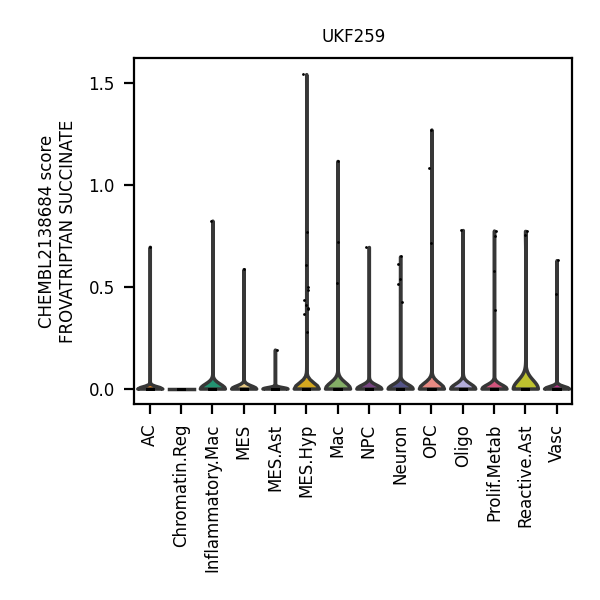 UKF259
CHEMBL2138684 score
FROVATRIPTAN SUCCINATE
1.5
1.0
0.5
0.0
AC
Chromatin.Reg
Inflammatory.Mac
MES
MES.Ast
MES.Hyp
Mac
NPC
Neuron
OPC
Oligo
Prolif.Metab
Reactive.Ast
Vasc